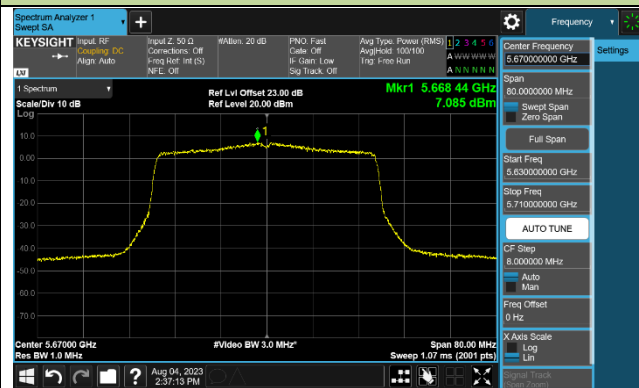 Spectrum Analyzer 1
Swept SA
Frequency
KEYSIGHT
Input: RF
Coupling: DC
Align: Auto
Input Z: 50 Ω
Corrections: Off
Freq Ref: Int (S)
NFE: Off
#Atten: 20 dB
PNO: Fast
Gate: Off
IF Gain: Low
Sig Track: Off
Avg Type: Power (RMS)
Avg|Hold: 100/100
Trig: Free Run
1 2 3 4 5 6
A W W W W W
A N N N N N
LXI
1 Spectrum
Scale/Div 10 dB
Log
Ref Lvl Offset 23.00 dB
Ref Level 20.00 dBm
Mkr1 5.668 44 GHz
7.085 dBm
1
10.0
0.00
-10.0
-20.0
-30.0
-40.0
-50.0
-60.0
-70.0
Center 5.67000 GHz
Res BW 1.0 MHz
#Video BW 3.0 MHz*
Span 80.00 MHz
Sweep 1.07 ms (2001 pts)
Center Frequency
5.67000000 GHz
Settings
Span
80.0000000 MHz
Swept Span
Zero Span
Full Span
Start Freq
5.630000000 GHz
Stop Freq
5.710000000 GHz
AUTO TUNE
CF Step
8.000000 MHz
Auto
Man
Freq Offset
0 Hz
X Axis Scale
Log
Lin
Signal Track
(Span Zoom)
?
Aug 04, 2023
2:37:13 PM